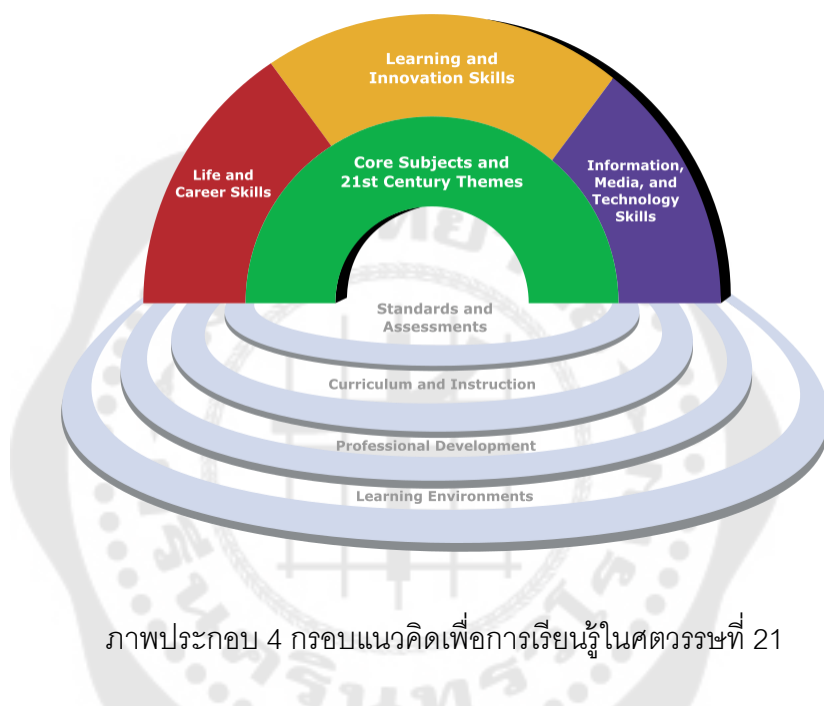 Learning and
Innovation Skills
Life and
Career Skills
Core Subjects and
21st Century Themes
Information,
Media, and
Technology
Skills
Standards and
Assessments
Curriculum and Instruction
Professional Development
Learning Environments
ภาพประกอบ 4 กรอบแนวคิดเพื่อการเรียนรู้ในศตวรรษที่ 21